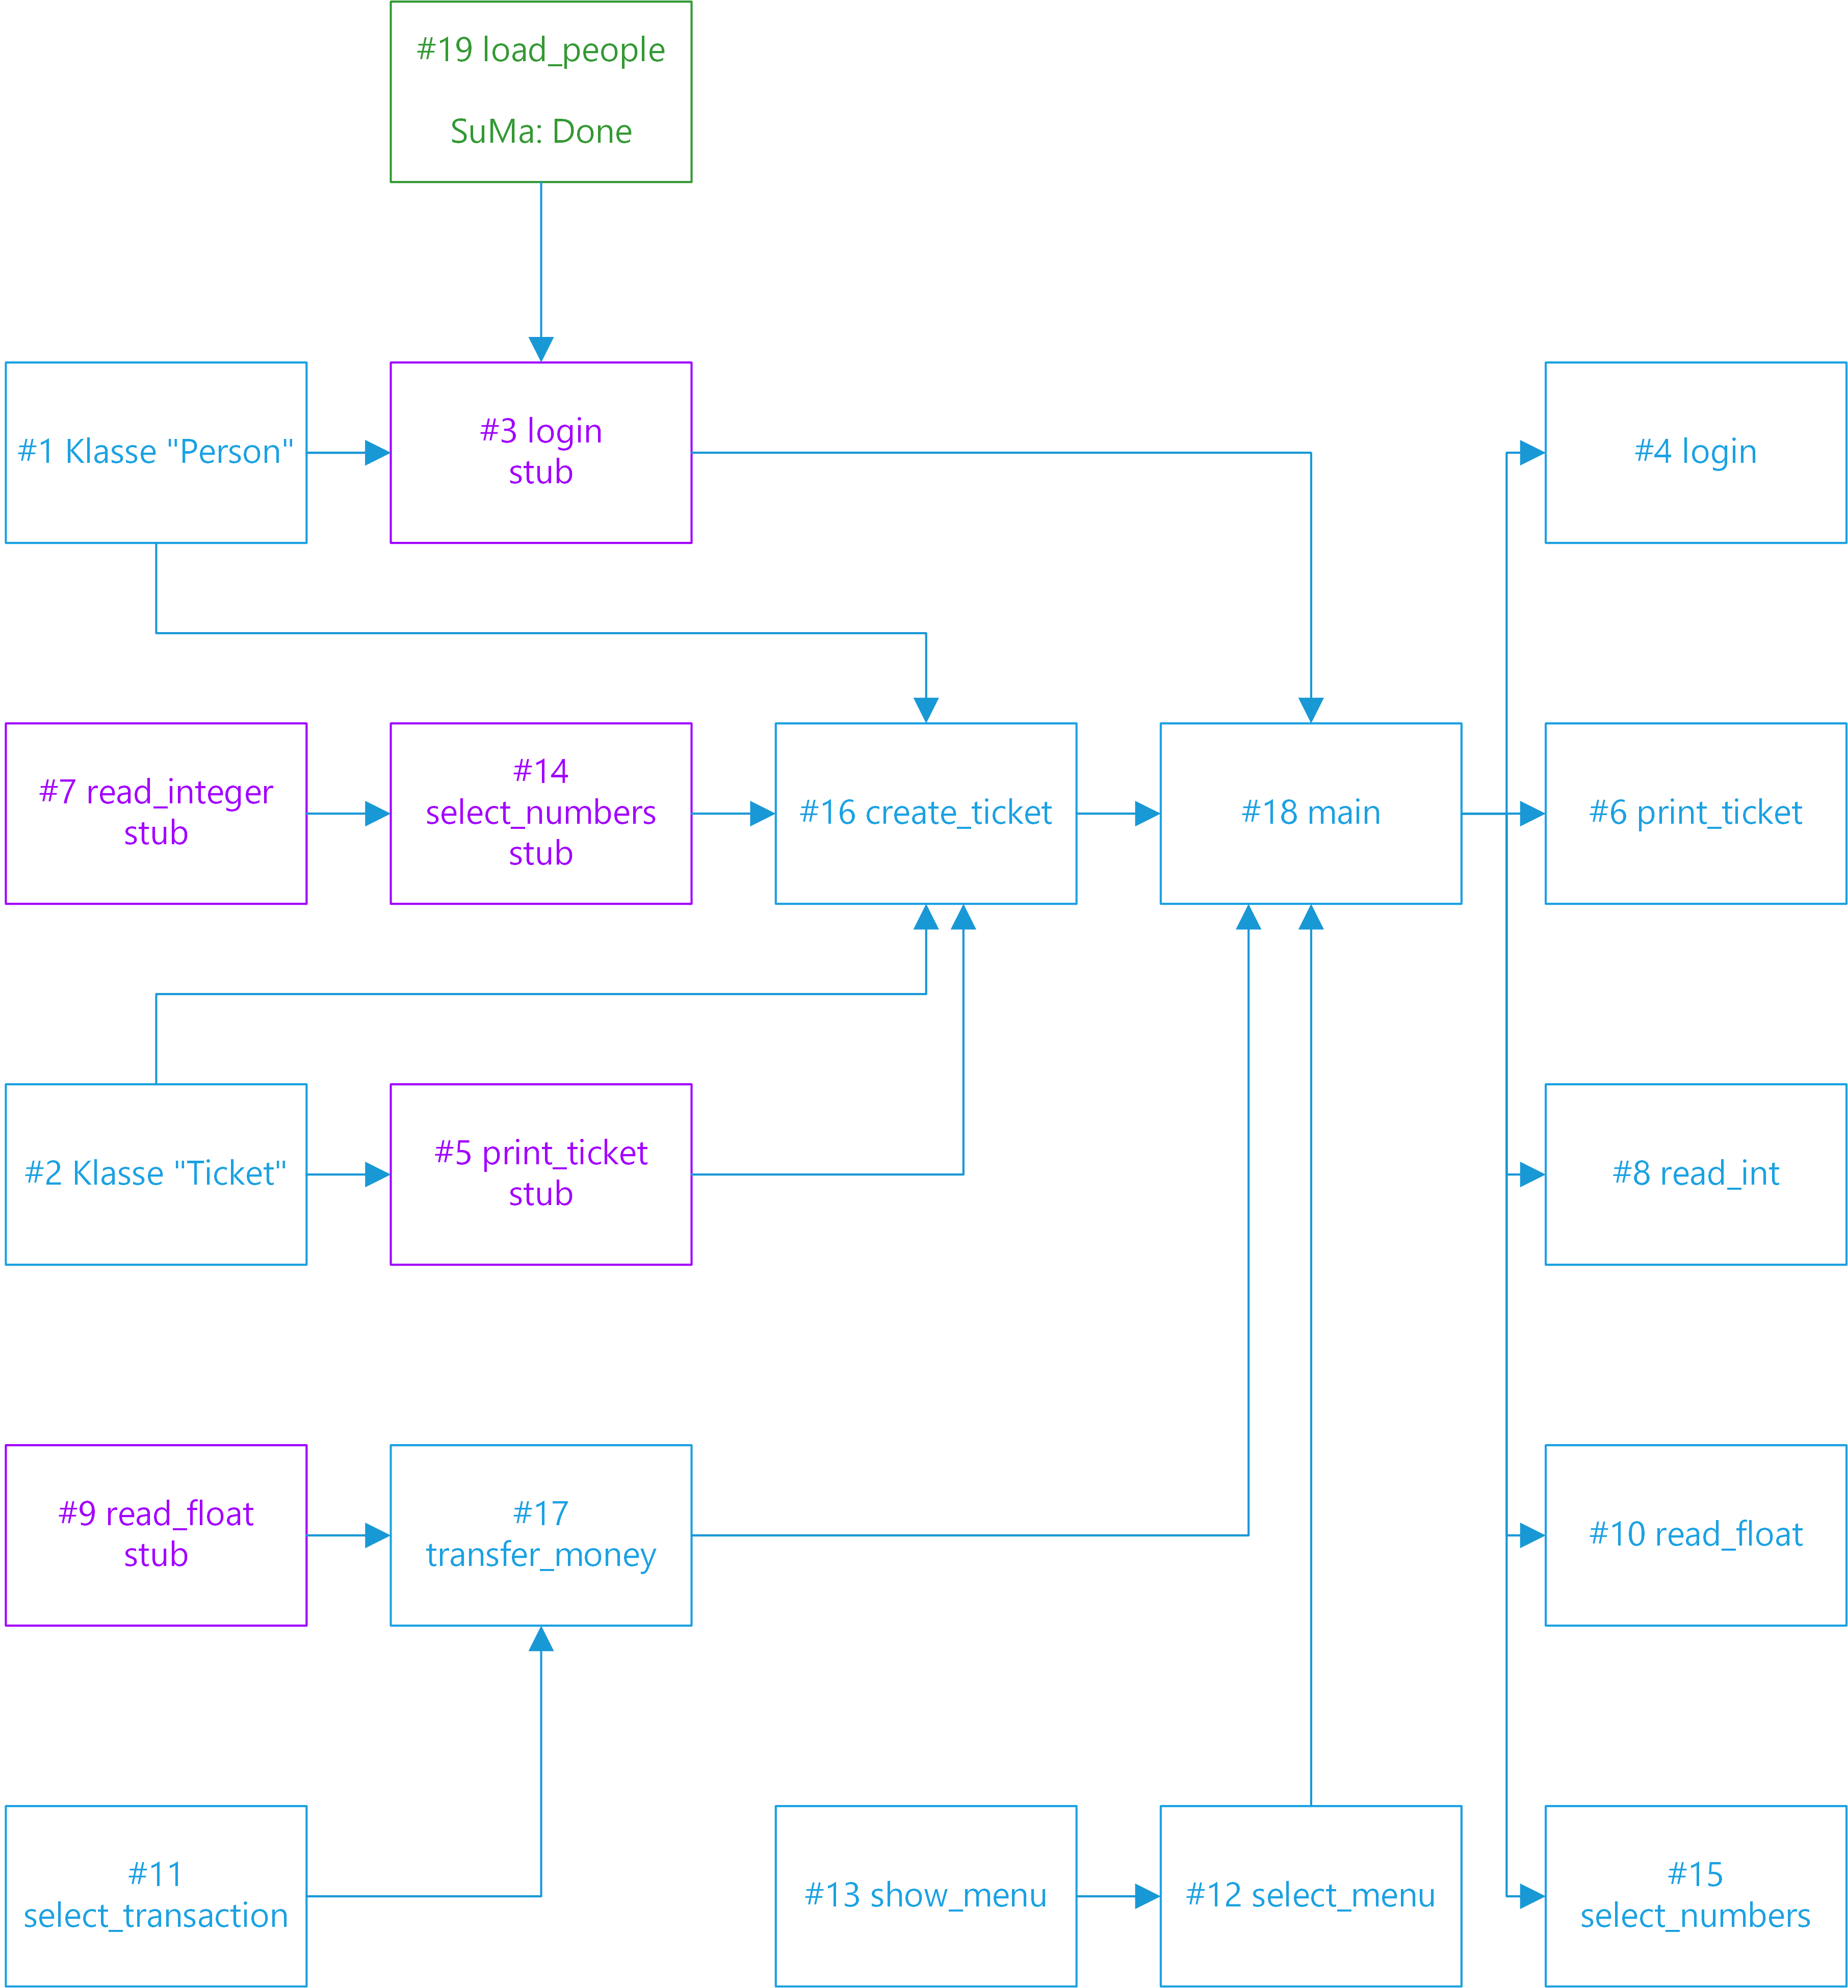 #19 load_people
SuMa: Done
#1 Klasse "Person"
#3 login
stub
#4 login
#7 read_integer
stub
#14
select_numbers
stub
#16 create_ticket
#18 main
#6 print_ticket
#2 Klasse "Ticket"
#5 print_ticket
stub
#8 read_int
#9 read_float
stub
#17
transfer_money
#10 read_float
#11
select_transaction
#13 show_menu
#12 select_menu
#15
select_numbers